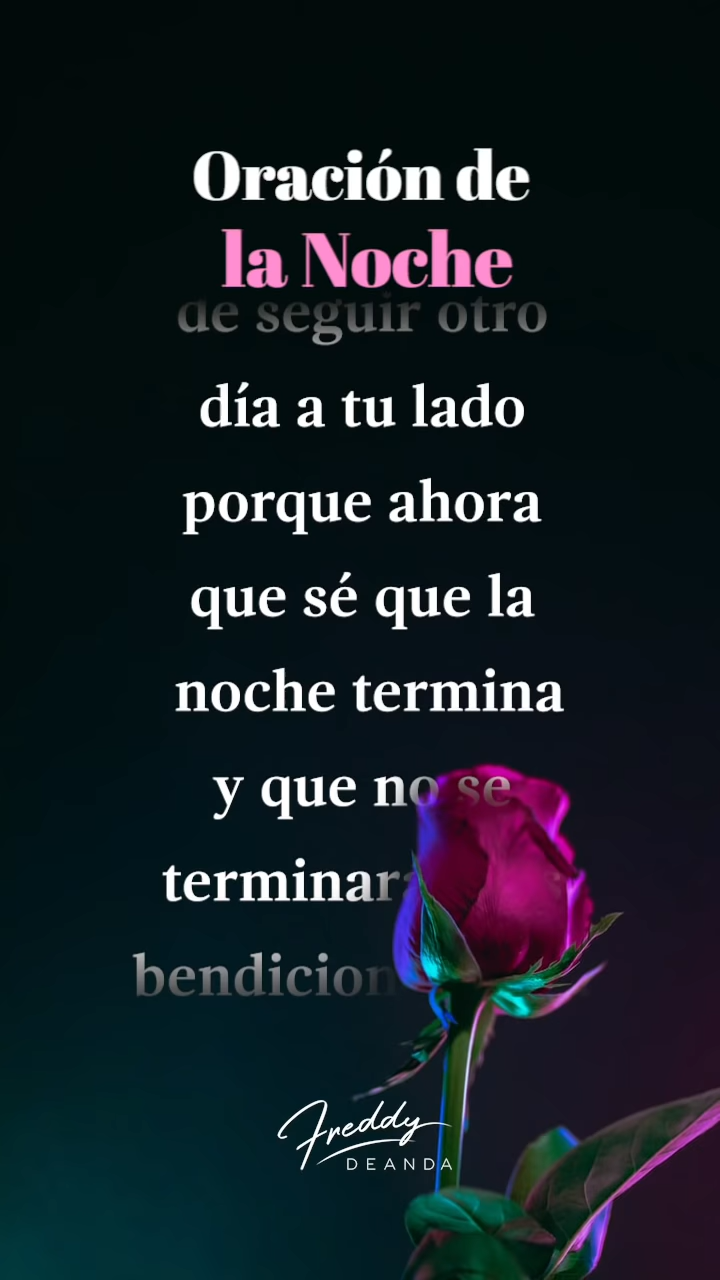 Oración de
la Noche
de seguir otro
día a tu lado
porque ahora
que sé que la
noche termina
y que no se
bendicion
Freddy
DEANDA